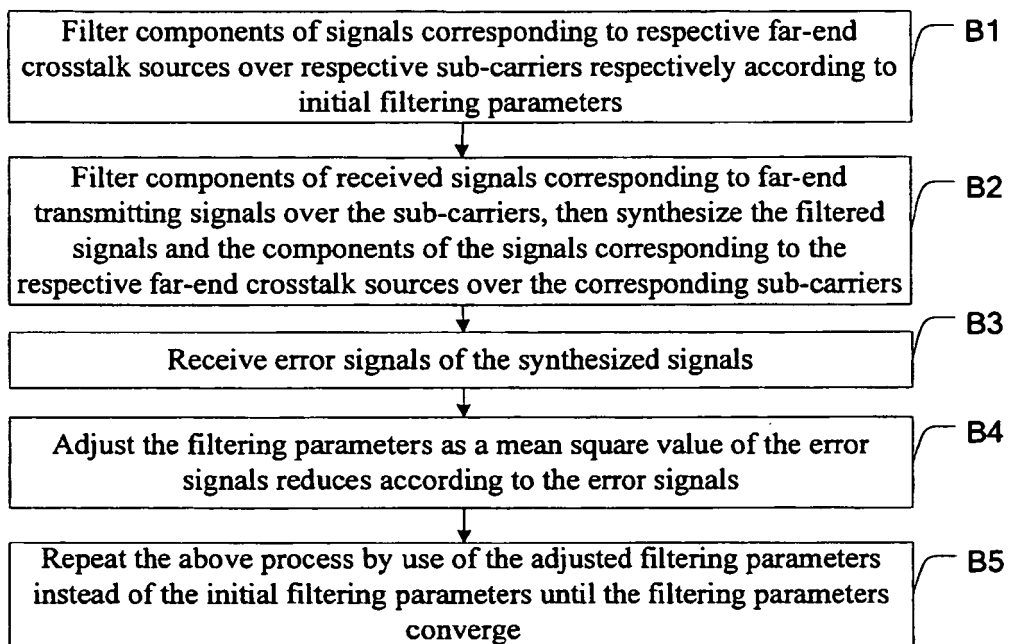 Filter components of signals corresponding to respective far-end
crosstalk sources over respective sub-carriers respectively according to
initial filtering parameters
B1
Filter components of received signals corresponding to far-end
transmitting signals over the sub-carriers, then synthesize the filtered
signals and the components of the signals corresponding to the
respective far-end crosstalk sources over the corresponding sub-carriers
B2
Receive error signals of the synthesized signals
B3
Adjust the filtering parameters as a mean square value of the error
signals reduces according to the error signals
B4
Repeat the above process by use of the adjusted filtering parameters
instead of the initial filtering parameters until the filtering parameters
converge
B5